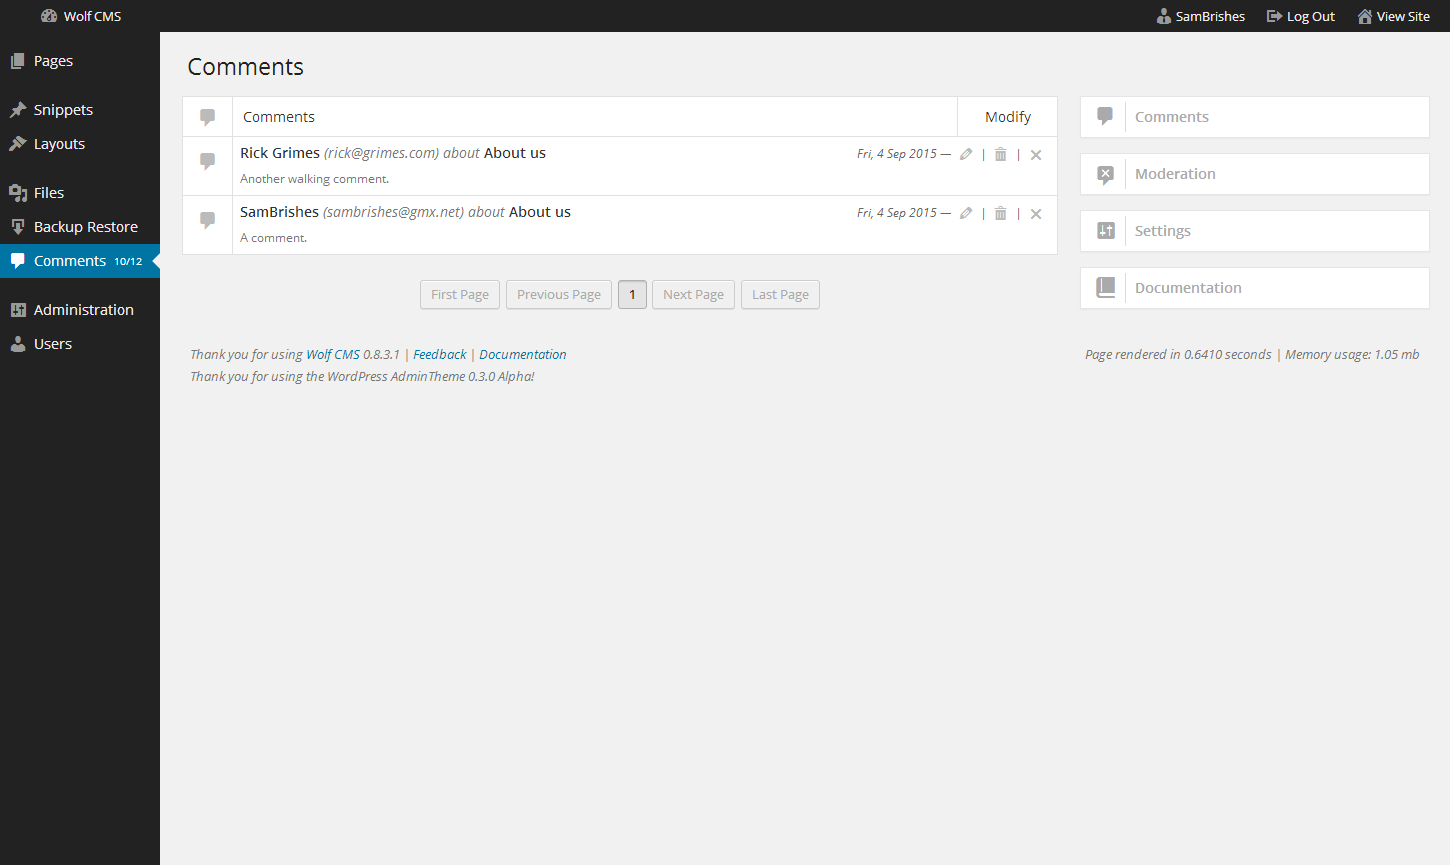 Wolf CMS
SamBrishes
Log Out
View Site
Pages
Snippets
Layouts
Files
Backup Restore
Comments 10/12
Administration
Users
Comments
Comments
Modify
Rick Grimes (rick@grimes.com) about About us
Fri, 4 Sep 2015 — | |
Another walking comment.
SamBrishes (sambrishes@gmx.net) about About us
Fri, 4 Sep 2015 — | |
A comment.
First Page
Previous Page
1
Next Page
Last Page
Comments
Moderation
Settings
Documentation
Thank you for using Wolf CMS 0.8.3.1 | Feedback | Documentation
Thank you for using the WordPress AdminTheme 0.3.0 Alpha!
Page rendered in 0.6410 seconds | Memory usage: 1.05 mb